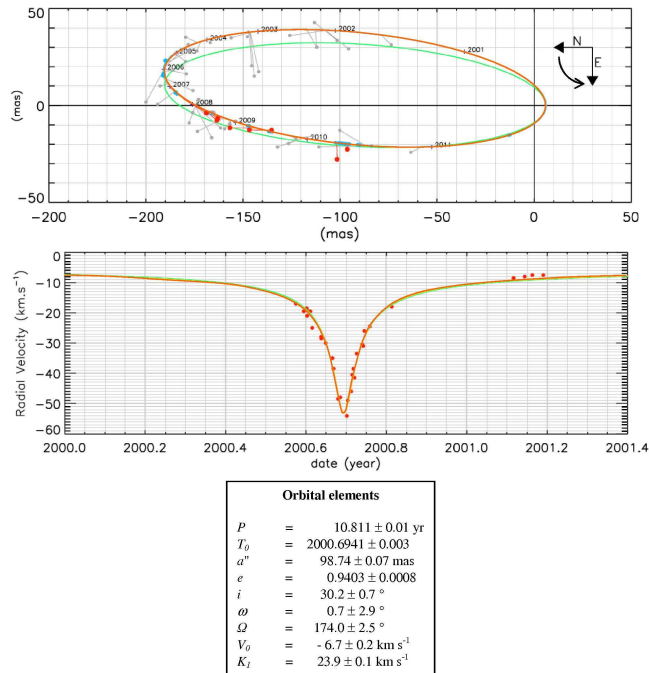 50
(mas)
0
−50
2003
2002
2004
2001
2005
2006
2007
2008
2009
2010
2011
N
E
−200 −150 −100 −50 0 50
(mas)
0
−10
−20
−30
−40
−50
−60
Radial Velocity (km.s⁻¹)
2000.0 2000.2 2000.4 2000.6 2000.8 2001.0 2001.2 2001.4
date (year)
Orbital elements
P = 10.811 ± 0.01 yr
T₀ = 2000.6941 ± 0.003
a" = 98.74 ± 0.07 mas
e = 0.9403 ± 0.0008
i = 30.2 ± 0.7 °
ω = 0.7 ± 2.9 °
Ω = 174.0 ± 2.5 °
V₀ = - 6.7 ± 0.2 km s⁻¹
K₁ = 23.9 ± 0.1 km s⁻¹